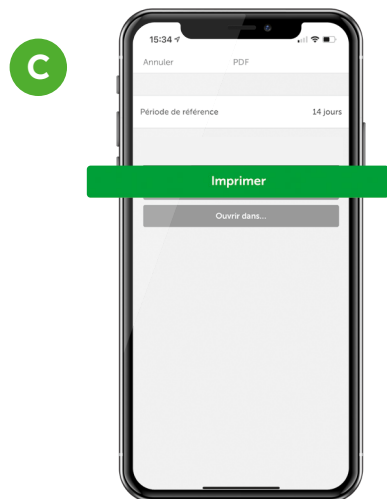 C
15:34
Annuler PDF
Période de référence 14 jours
Imprimer
Ouvrir dans...